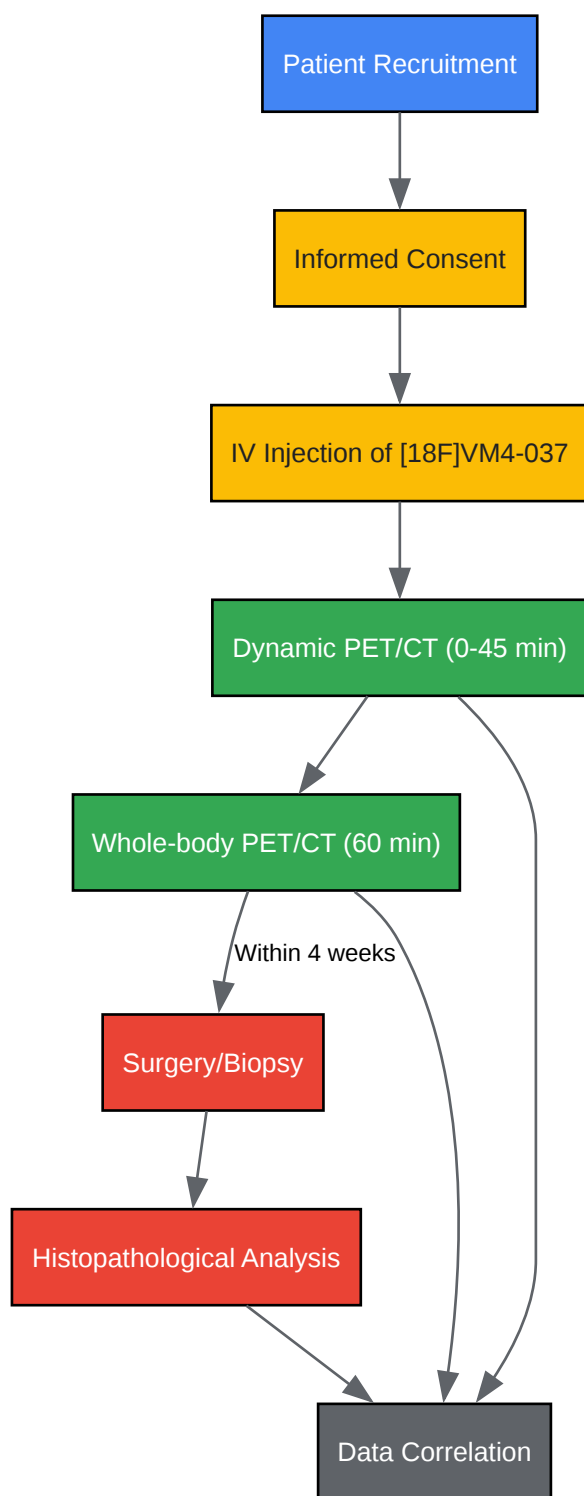 Patient Recruitment
Informed Consent
IV Injection of [18F]VM4-037
Dynamic PET/CT (0-45 min)
Whole-body PET/CT (60 min)
Within 4 weeks
Surgery/Biopsy
Histopathological Analysis
Data Correlation